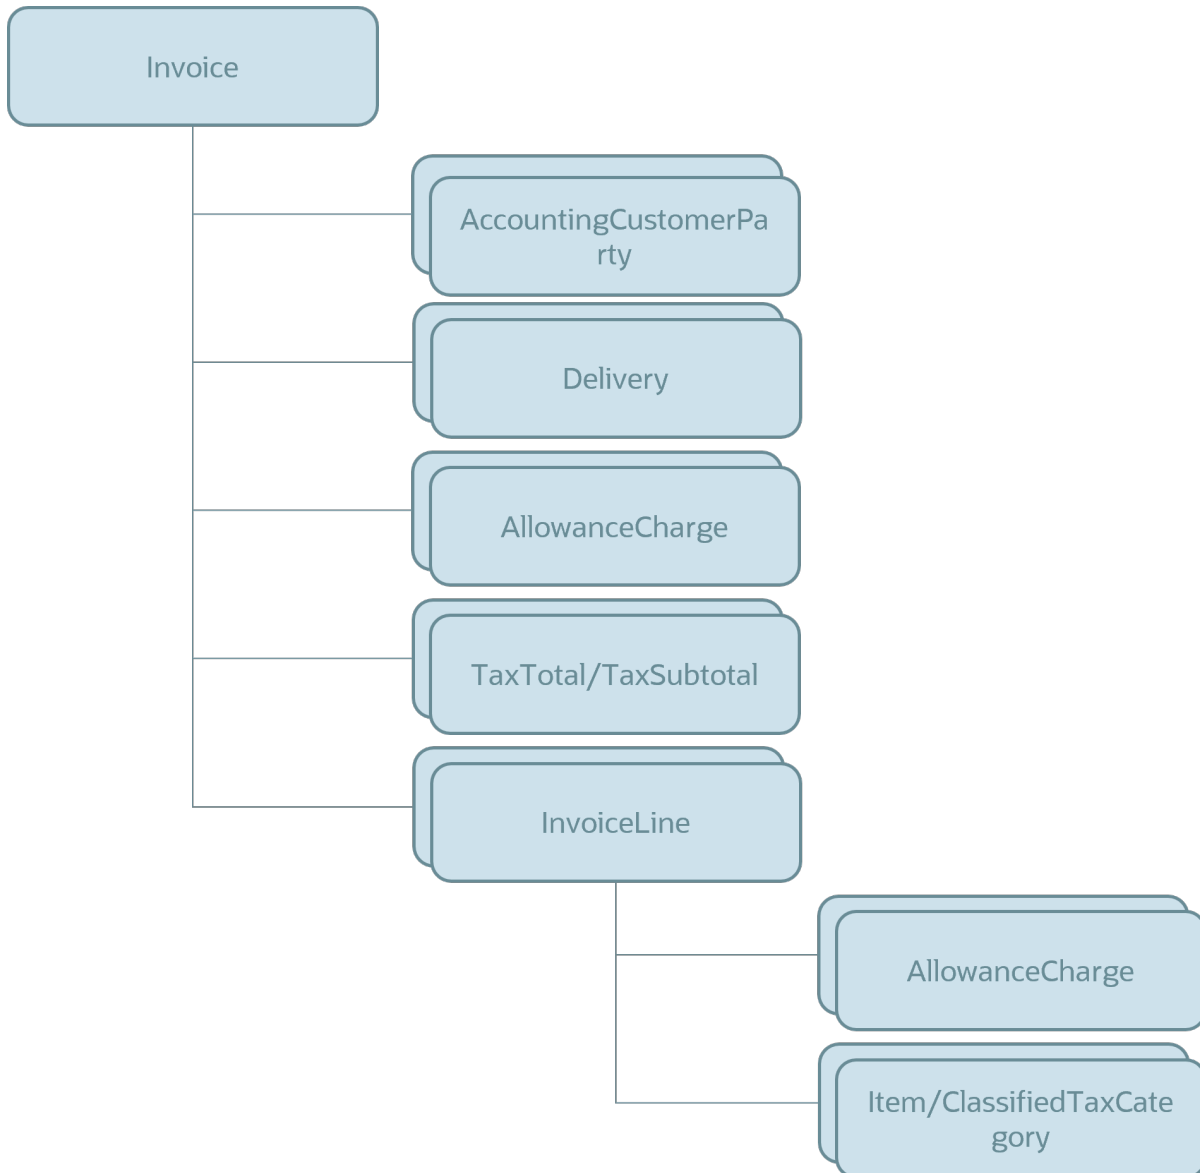 Invoice
AccountingCustomerPa
rty
Delivery
AllowanceCharge
TaxTotal/TaxSubtotal
InvoiceLine
AllowanceCharge
Item/ClassifiedTaxCate
gory